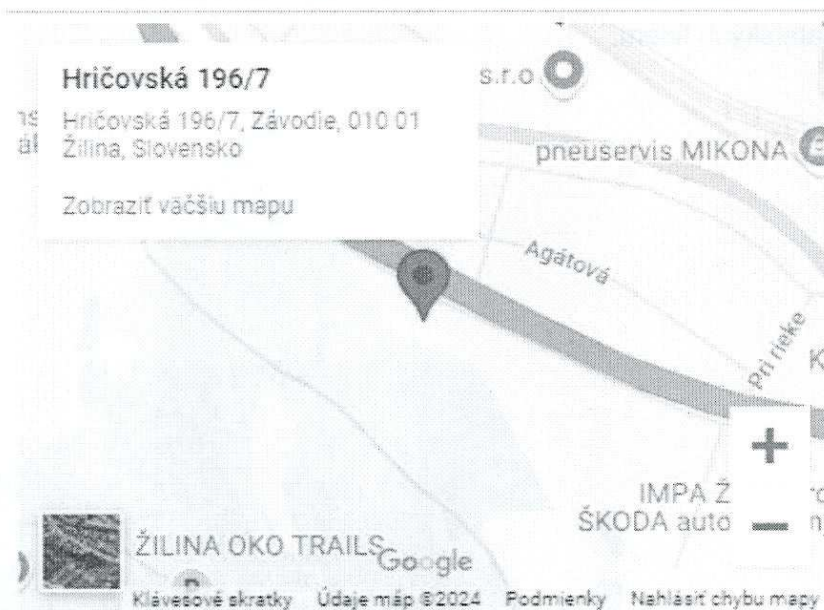 Hričovská 196/7
Hričovská 196/7, Závodie, 010 01
Žilina, Slovensko
Zobraziť väčšiu mapu
s.r.o
pneuservis MIKONA
Agátová
Pri rieke
K
IMPA Ž
ŠKODA auto
ŽILINA OKO TRAILS
Google
Klávesové skratky Údaje máp ©2024 Podmienky Nahlásiť chybu mapy